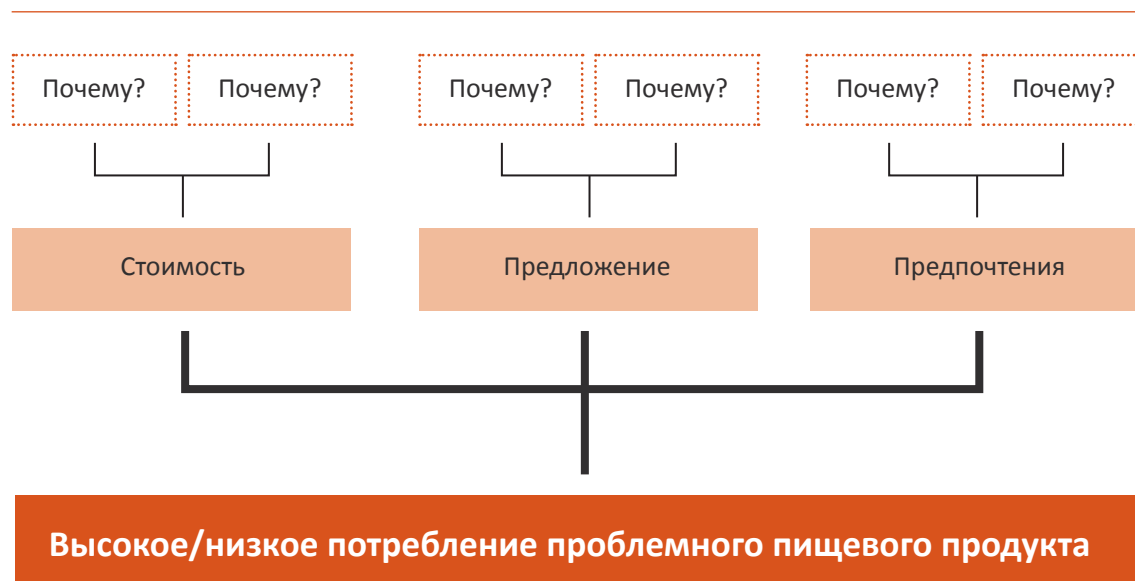 Почему? Почему? Почему? Почему? Почему? Почему?
Стоимость Предложение Предпочтения
Высокое/низкое потребление проблемного пищевого продукта